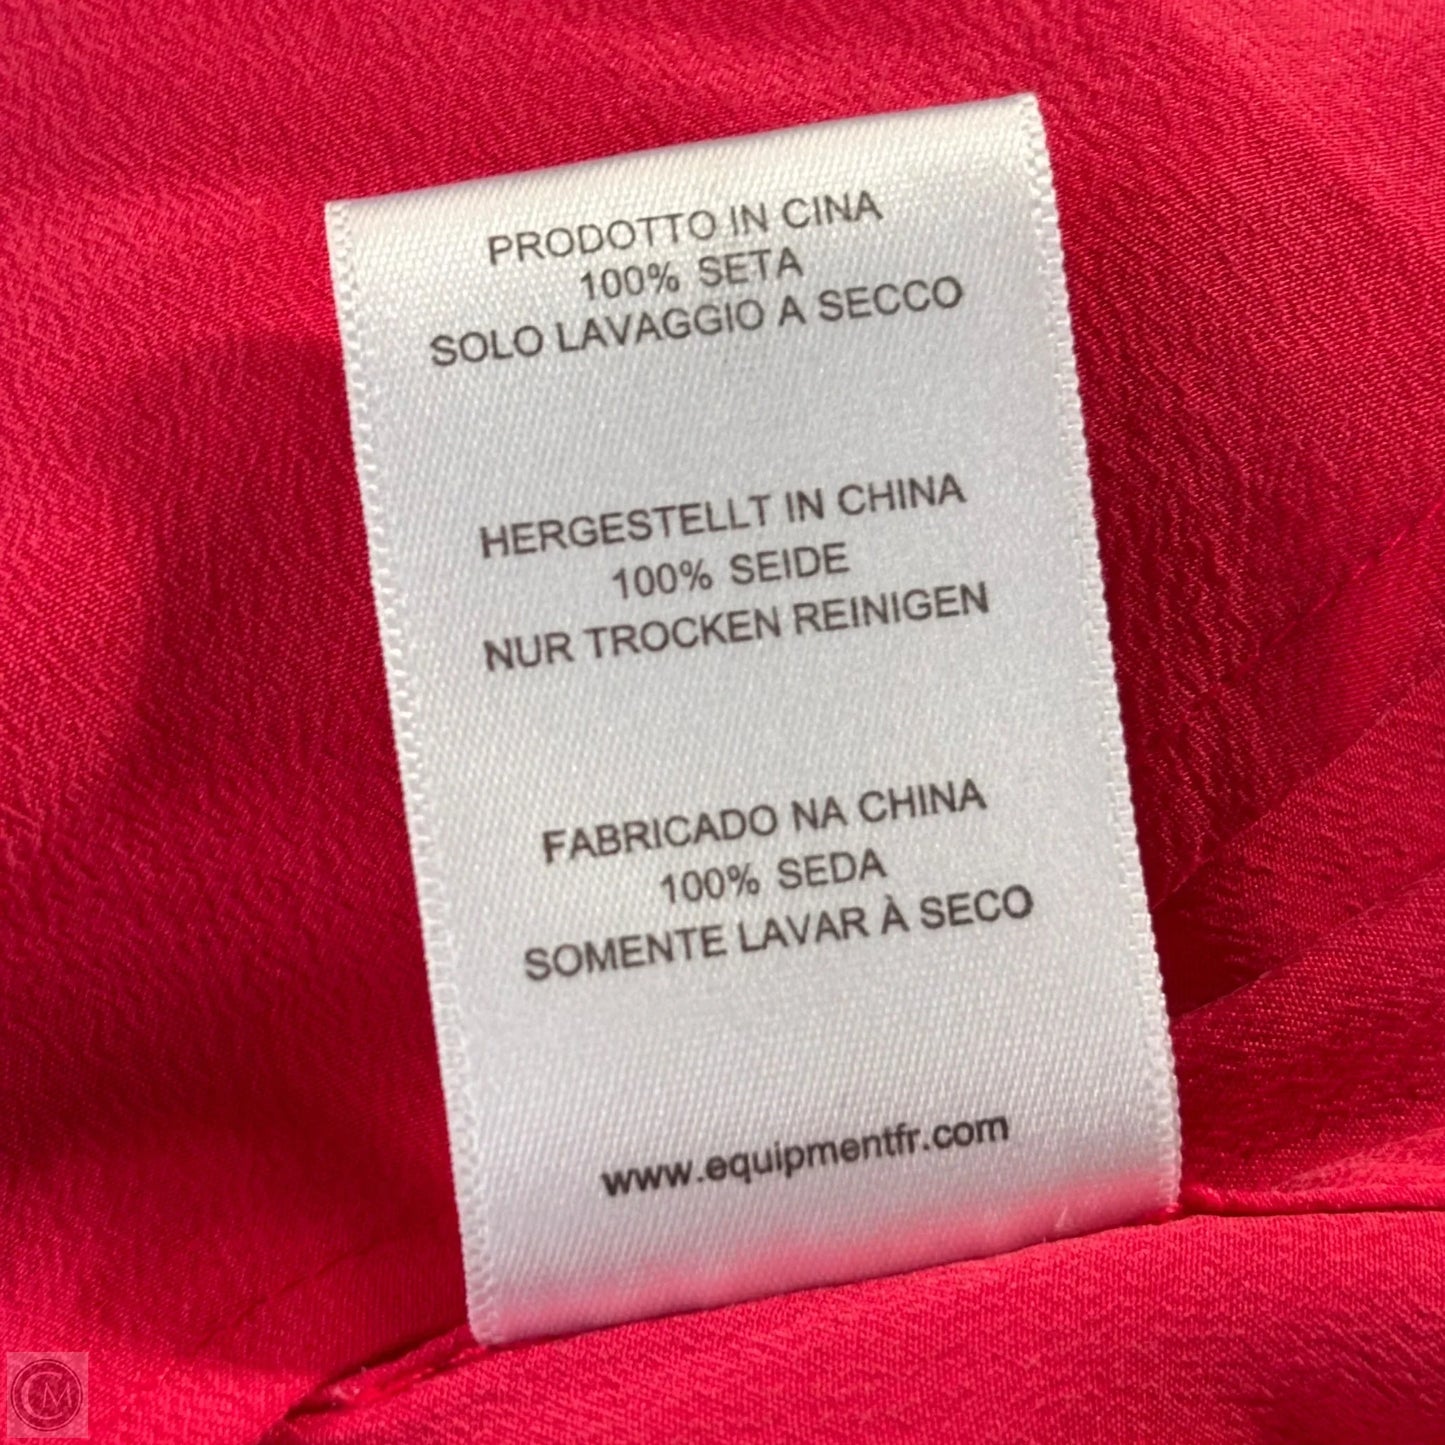 PRODOTTO IN CINA
100% SETA
SOLO LAVAGGIO A SECCO
HERGESTELLT IN CHINA
100% SEIDE
NUR TROCKEN REINIGEN
FABRICADO NA CHINA
100% SEDA
SOMENTE LAVAR À SECO
www.equipmentfr.com
CM